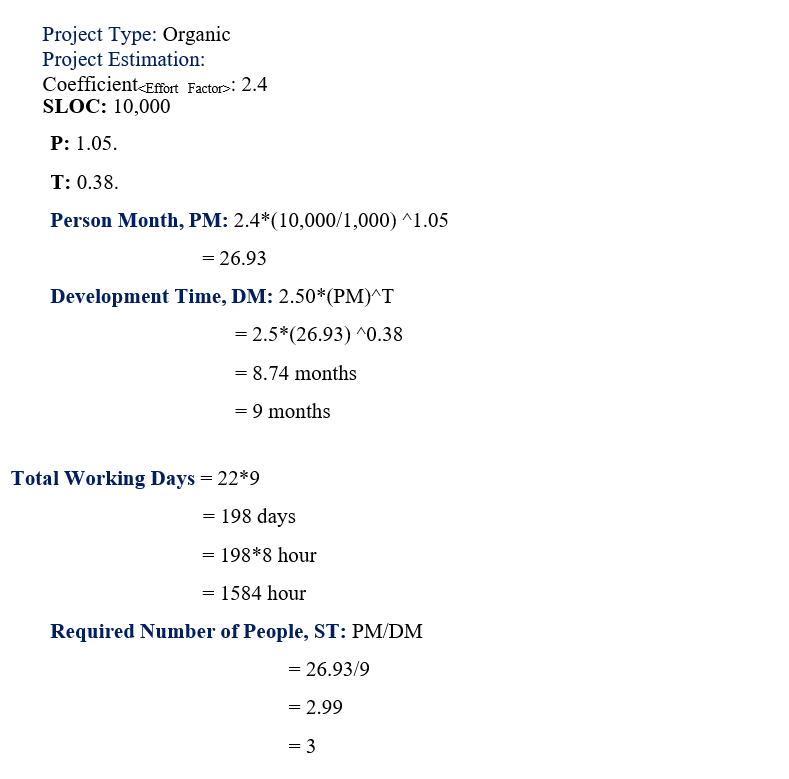 Project Type: Organic
Project Estimation:
Coefficient<Effort Factor>: 2.4
SLOC: 10,000
P: 1.05.
T: 0.38.
Person Month, PM: 2.4*(10,000/1,000) ^1.05
= 26.93
Development Time, DM: 2.50*(PM)^T
= 2.5*(26.93) ^0.38
= 8.74 months
= 9 months
Total Working Days = 22*9
= 198 days
= 198*8 hour
= 1584 hour
Required Number of People, ST: PM/DM
= 26.93/9
= 2.99
= 3